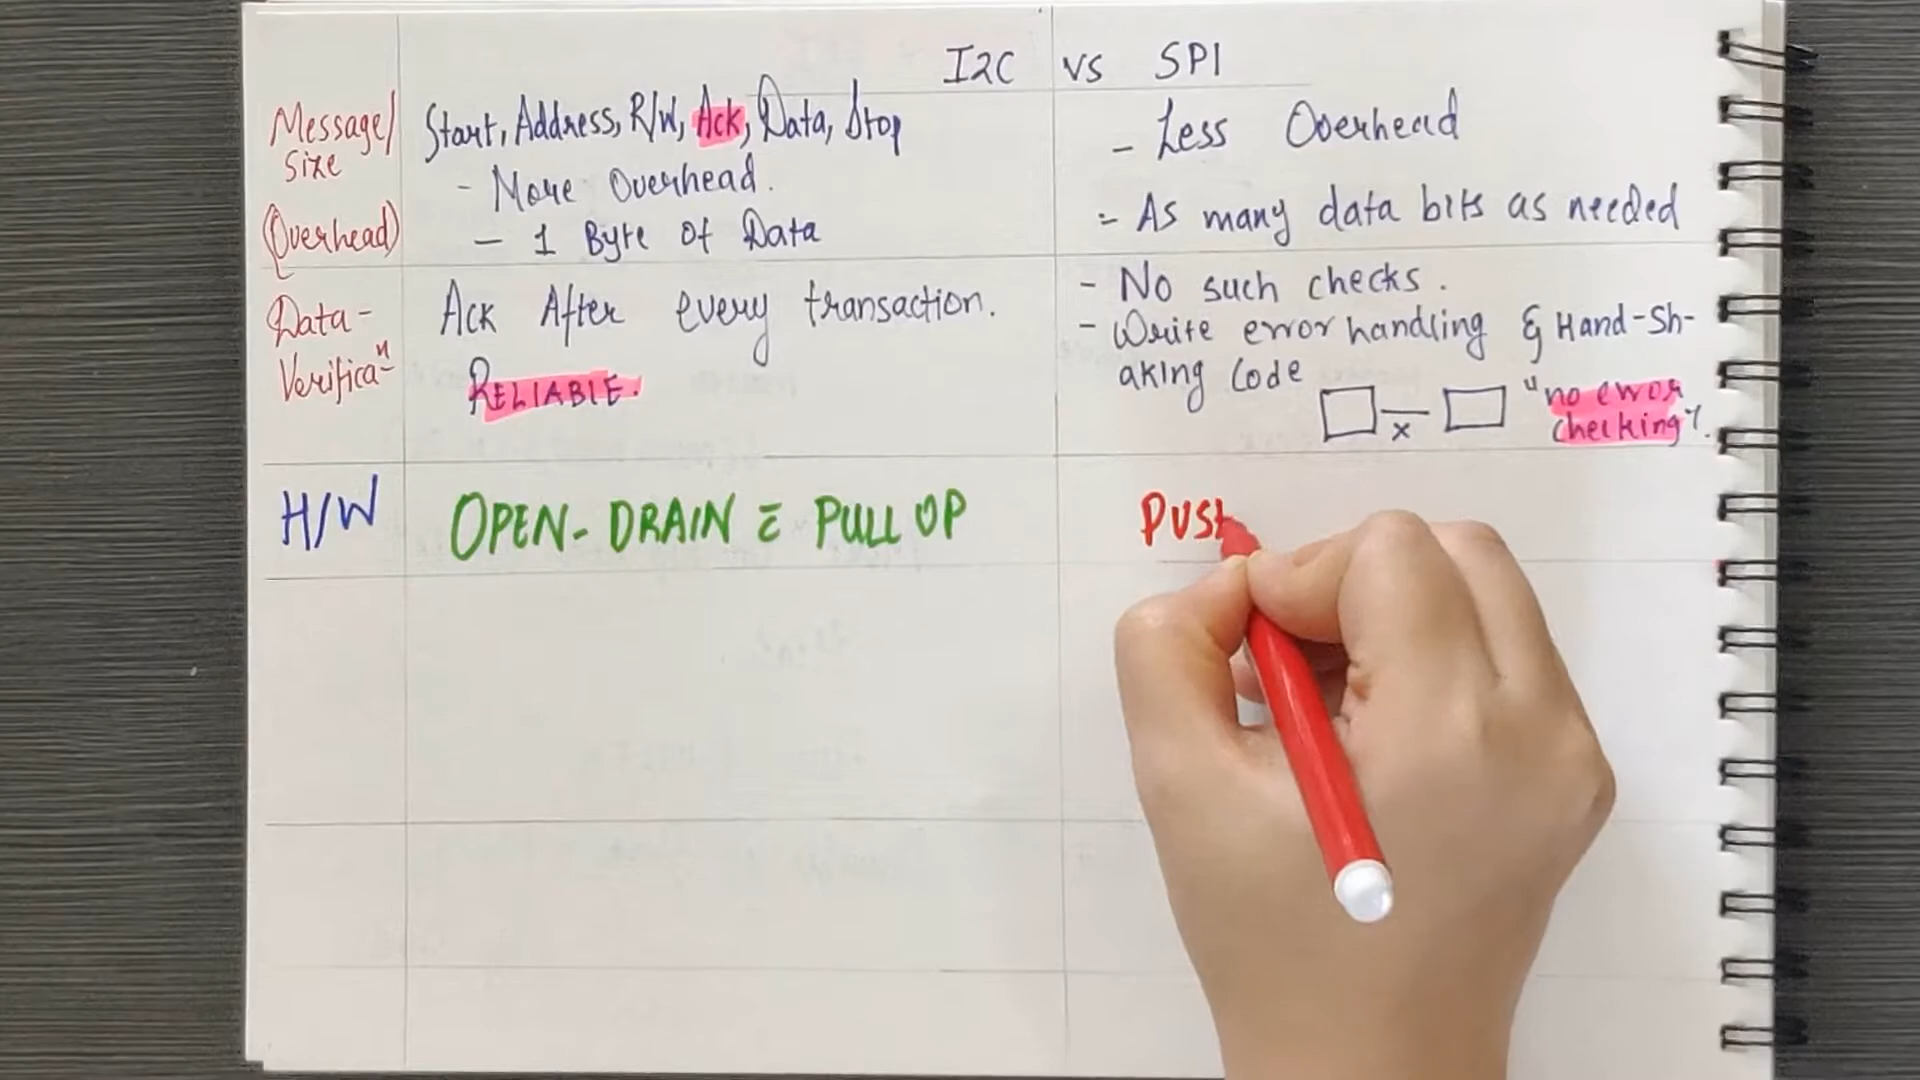 I2C vs SPI
Message/
Size
(Overhead)
Start, Address, R/W, Ack, Data, Stop
- More Overhead.
- 1 Byte of Data
- Less Overhead
- As many data bits as needed
Data-
Verificaⁿ
Ack After every transaction.
RELIABLE.
- No such checks.
- Write error handling & Hand-Sh-
aking Code
x
"no error
checking".
H/W
OPEN-DRAIN c̄ PULL UP
PUSH